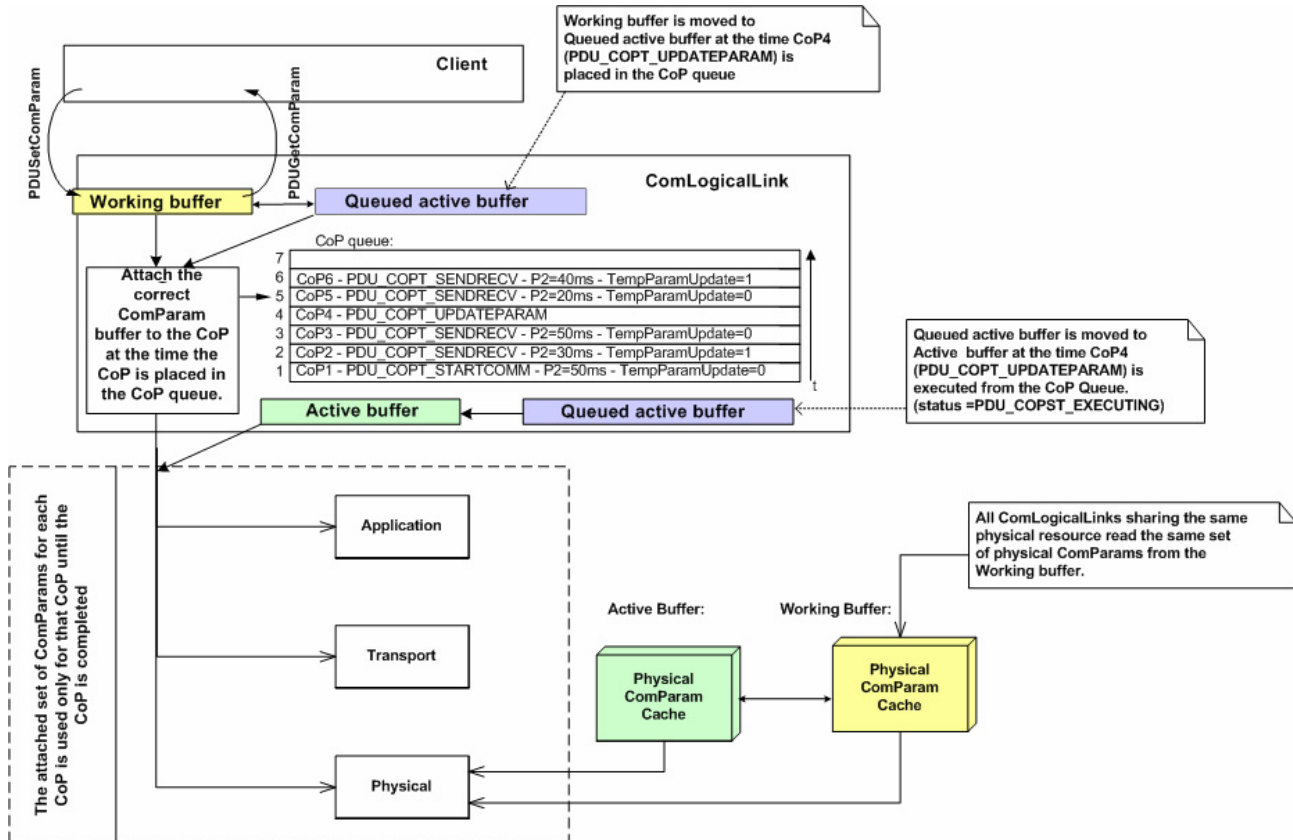 Working buffer is moved to
Queued active buffer at the time CoP4
(PDU_COPT_UPDATEPARAM) is
placed in the CoP queue
Client
PDUSetComParam
PDUGetComParam
ComLogicalLink
Working buffer
Queued active buffer
CoP queue:
Attach the
correct
ComParam
buffer to the CoP
at the time the
CoP is placed in
the CoP queue.
7
6 CoP6 - PDU_COPT_SENDRECV - P2=40ms - TempParamUpdate=1
5 CoP5 - PDU_COPT_SENDRECV - P2=20ms - TempParamUpdate=0
4 CoP4 - PDU_COPT_UPDATEPARAM
3 CoP3 - PDU_COPT_SENDRECV - P2=50ms - TempParamUpdate=0
2 CoP2 - PDU_COPT_SENDRECV - P2=30ms - TempParamUpdate=1
1 CoP1 - PDU_COPT_STARTCOMM - P2=50ms - TempParamUpdate=0
t
Queued active buffer is moved to
Active buffer at the time CoP4
(PDU_COPT_UPDATEPARAM) is
executed from the CoP Queue.
(status =PDU_COPST_EXECUTING)
Active buffer
Queued active buffer
The attached set of ComParams for each
CoP is used only for that CoP until the
CoP is completed
Application
Transport
Physical
All ComLogicalLinks sharing the same
physical resource read the same set
of physical ComParams from the
Working buffer.
Active Buffer:
Working Buffer:
Physical
ComParam
Cache
Physical
ComParam
Cache